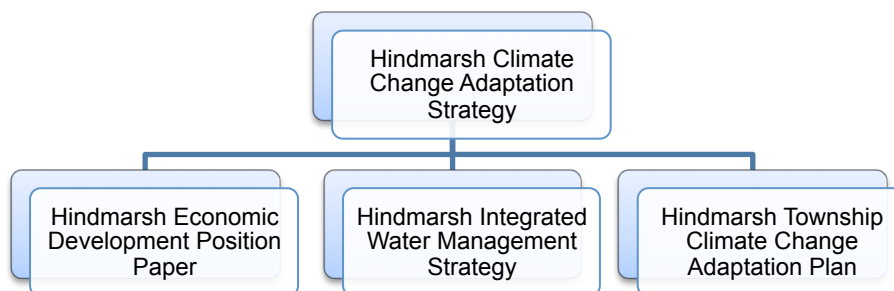 Hindmarsh Climate
Change Adaptation
Strategy
Hindmarsh Economic
Development Position
Paper
Hindmarsh Integrated
Water Management
Strategy
Hindmarsh Township
Climate Change
Adaptation Plan